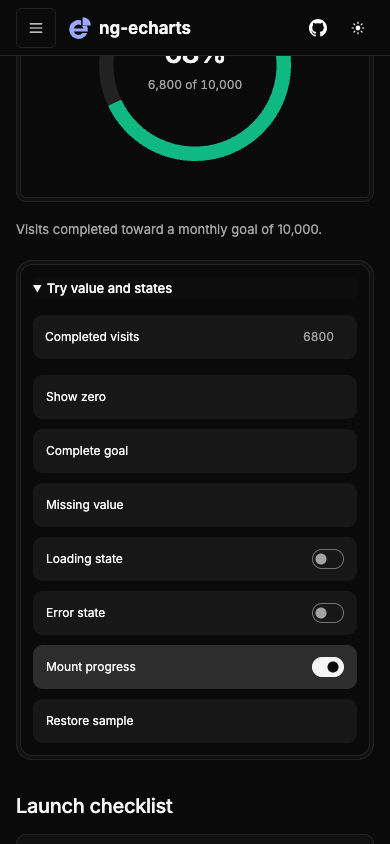 ng-echarts
68%
6,800 of 10,000
Visits completed toward a monthly goal of 10,000.
Try value and states
Completed visits 6800
Show zero
Complete goal
Missing value
Loading state
Error state
Mount progress
Restore sample
Launch checklist